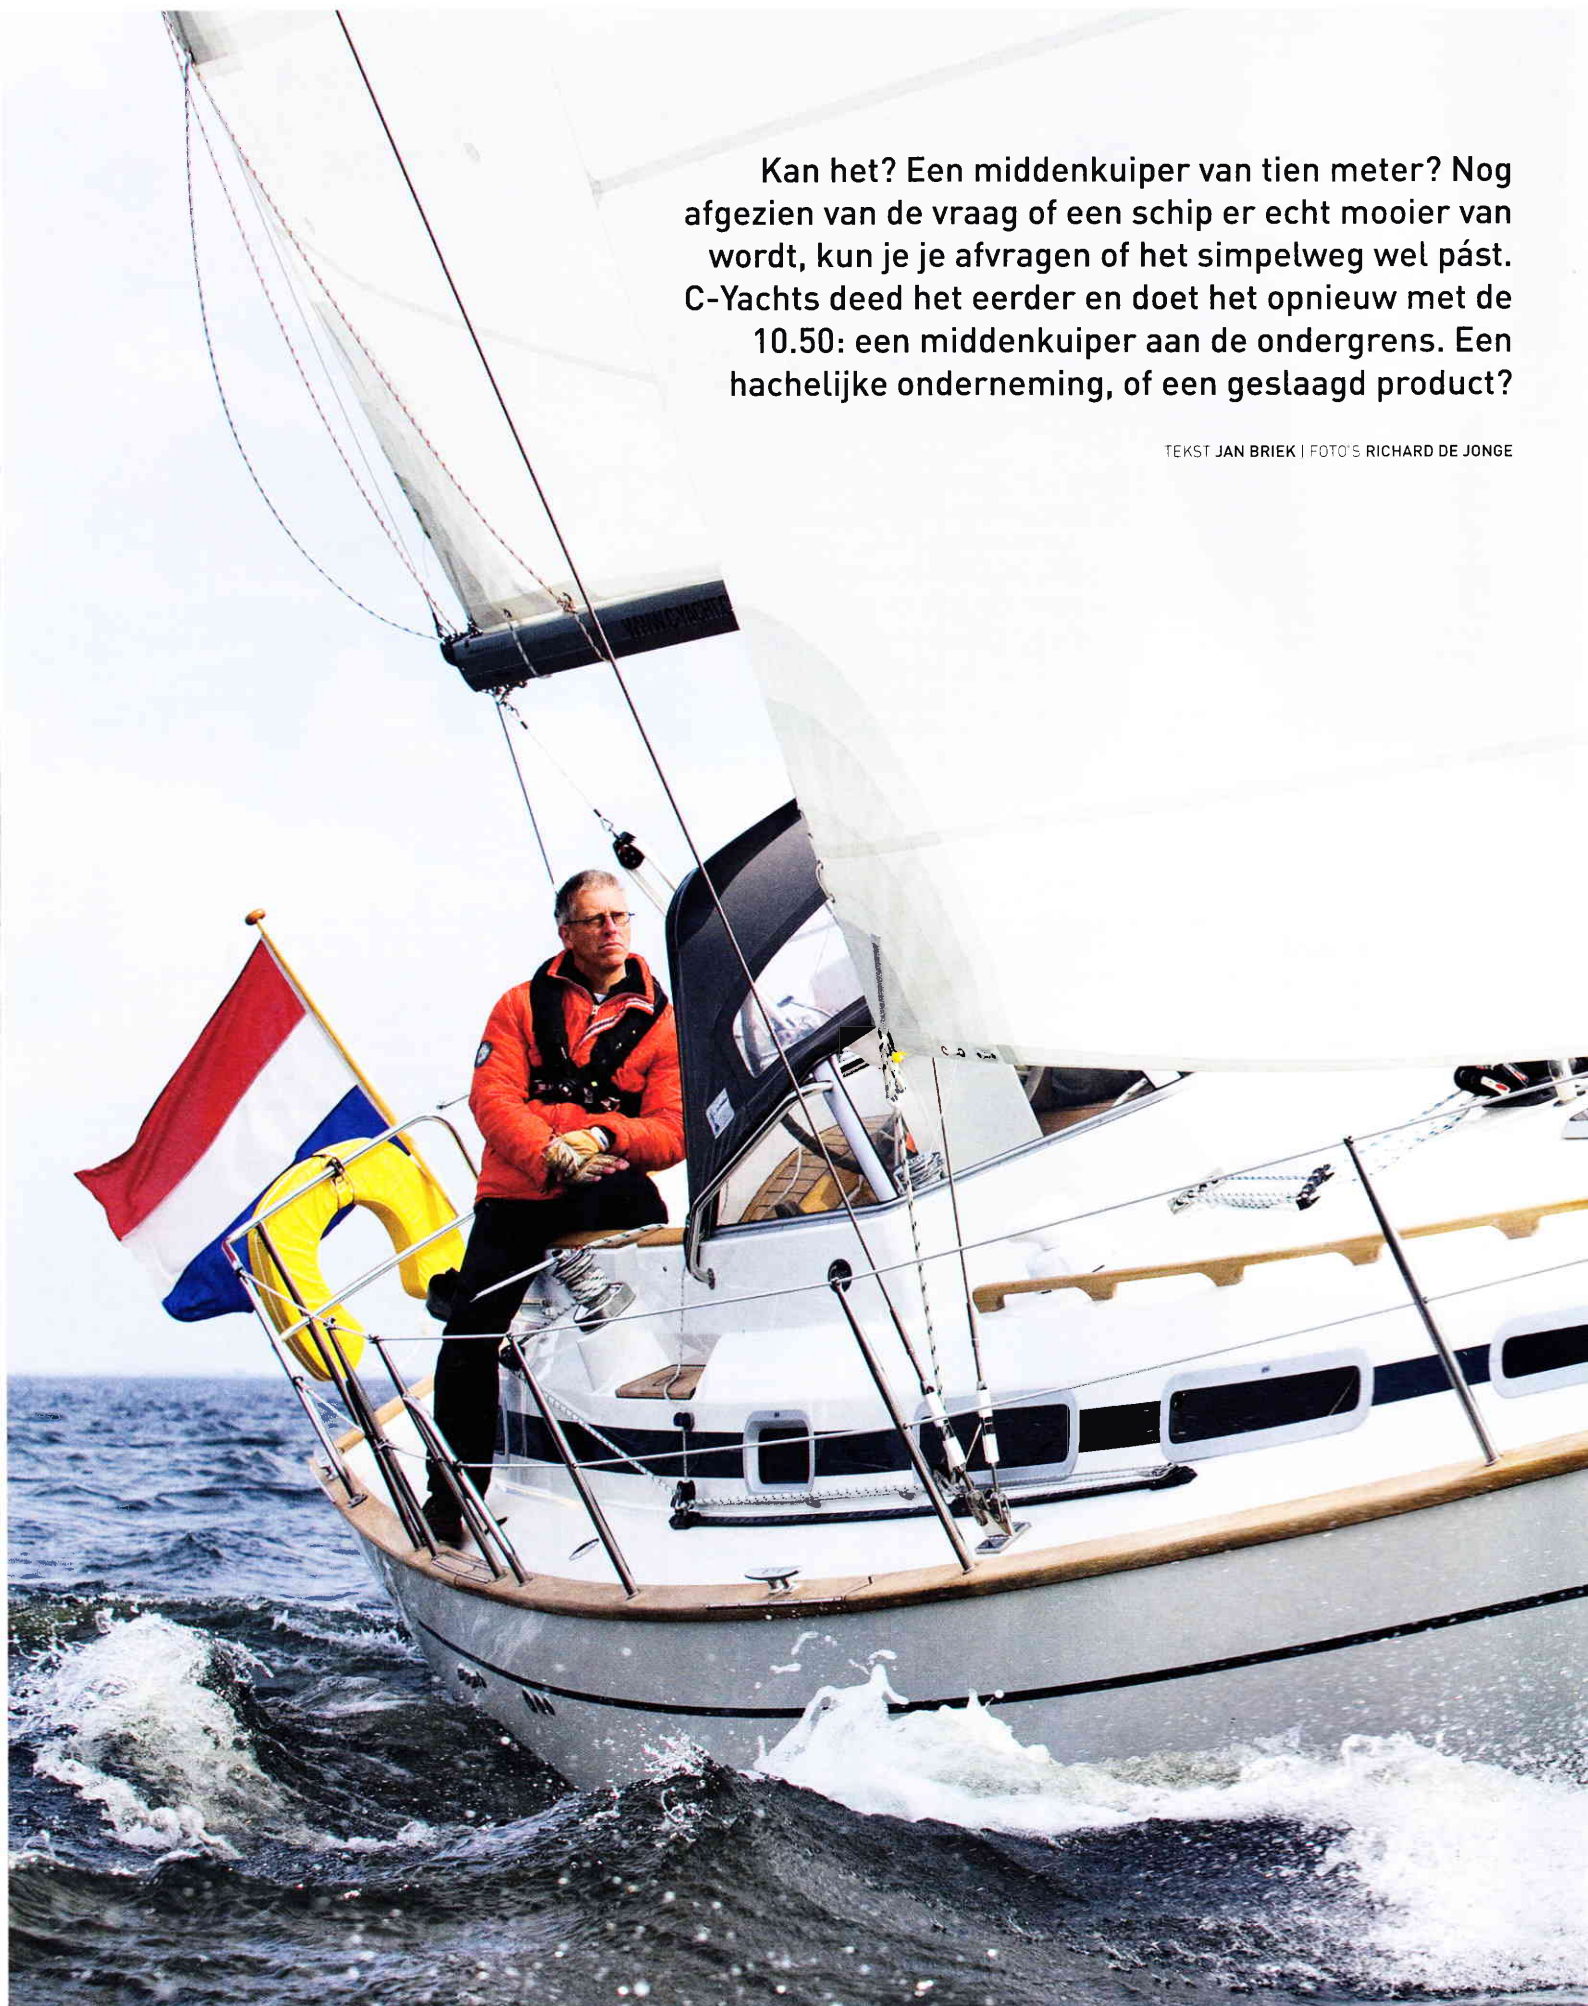 Kan het? Een middenkuiper van tien meter? Nog
afgezien van de vraag of een schip er echt mooier van
wordt, kun je je afvragen of het simpelweg wel pást.
C-Yachts deed het eerder en doet het opnieuw met de
10.50: een middenkuiper aan de ondergrens. Een
hachelijke onderneming, of een geslaagd product?
TEKST JAN BRIEK | FOTO'S RICHARD DE JONGE